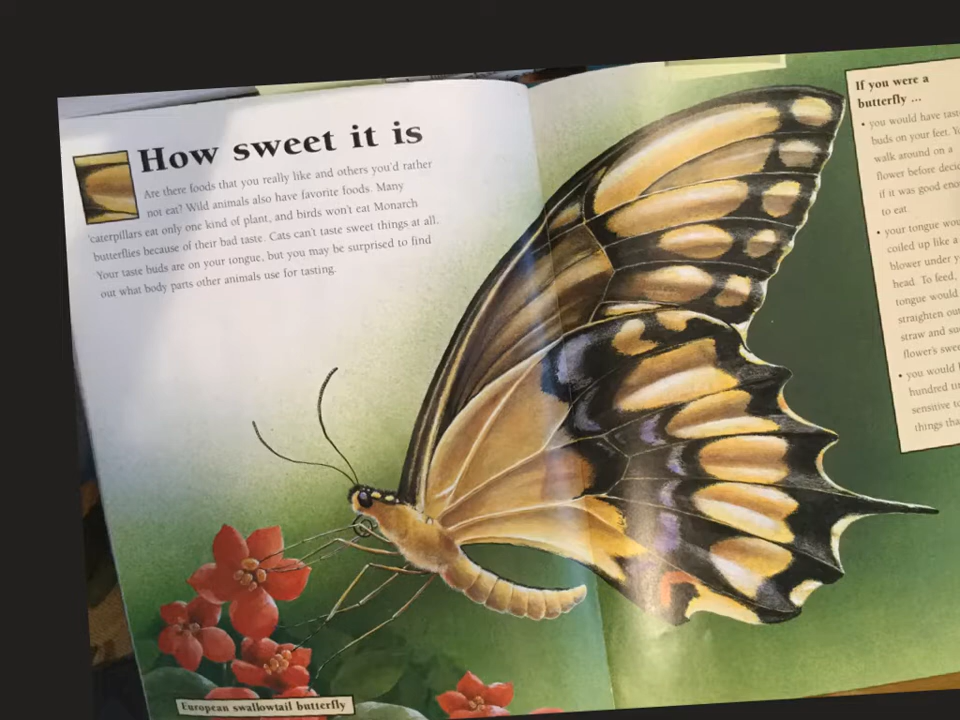 How sweet it is
Are there foods that you really like and others you'd rather
not eat? Wild animals also have favorite foods. Many
'caterpillars eat only one kind of plant, and birds won't eat Monarch
butterflies because of their bad taste. Cats can't taste sweet things at all.
Your taste buds are on your tongue, but you may be surprised to find
out what body parts other animals use for tasting.
European swallowtail butterfly
If you were a
butterfly ...
• you would have
buds on your feet.
walk around on a
flower before
if it was good
to eat
• your tongue
coiled up like a
blower under
head. To feed,
tongue would
straighten
straw and
flower's
• you would
hundred
sensitive
things